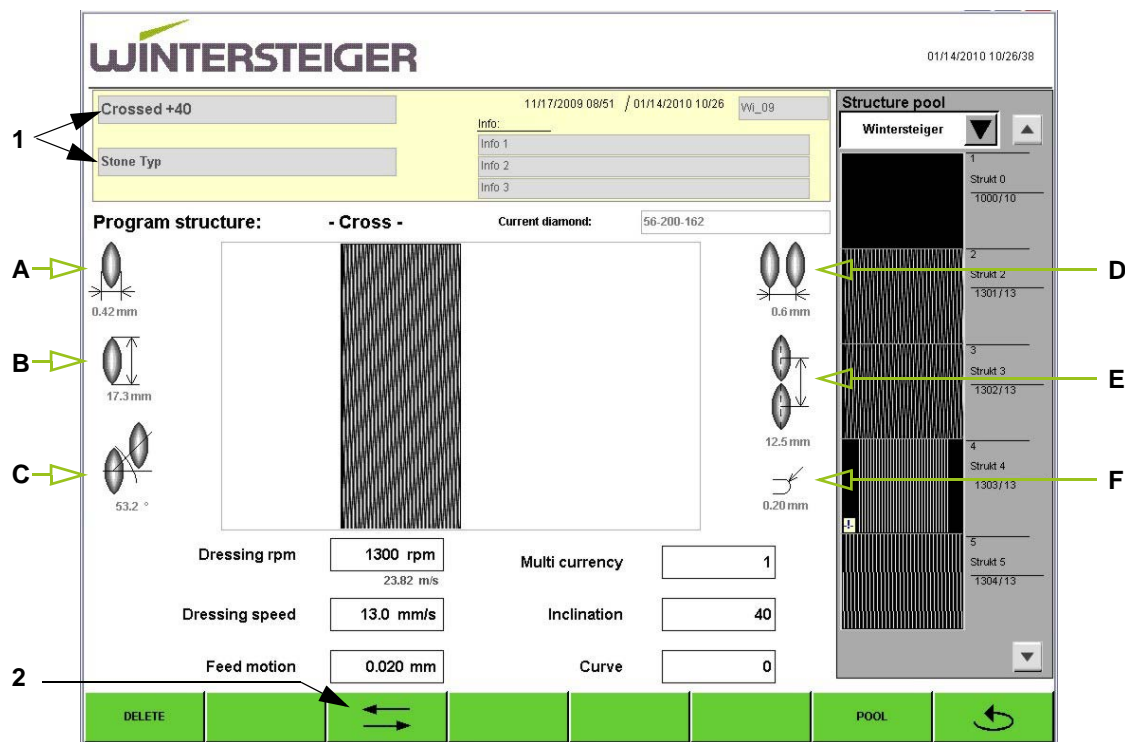 WINTERSTEIGER
01/14/2010 10/26/38
Crossed +40
11/17/2009 08/51 / 01/14/2010 10/26
Wi_09
Info:
Info 1
Stone Typ
Info 2
Info 3
1
Structure pool
Wintersteiger
1
Strukt 0
1000/10
2
Strukt 2
1301/13
3
Strukt 3
1302/13
4
Strukt 4
1303/13
5
Strukt 5
1304/13
Program structure:
- Cross -
Current diamond:
56-200-162
A
0.42 mm
B
17.3 mm
C
53.2 °
D
0.6 mm
E
12.5 mm
F
0.20 mm
Dressing rpm
1300 rpm
23.82 m/s
Multi currency
1
Dressing speed
13.0 mm/s
Inclination
40
Feed motion
0.020 mm
Curve
0
2
DELETE
POOL